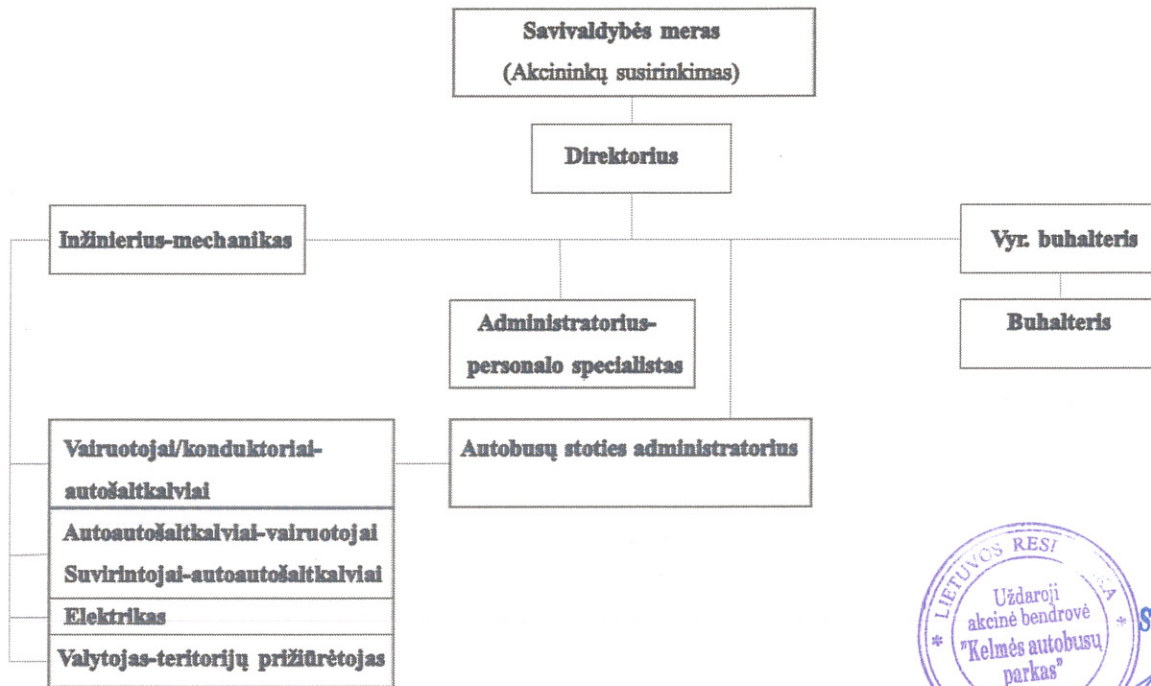 Savivaldybės meras
(Akcininkų susirinkimas)
Direktorius
Inžinierius-mechanikas
Vyr. buhalteris
Administratorius-
personalo specialistas
Buhalteris
Vairuotojai/konduktoriai-
autošaltkalviai
Autobusų stoties administratorius
Autoautošaltkalviai-vairuotojai
Suvirintojai-autoautošaltkalviai
Elektrikas
Valytojas-teritorijų prižiūrėtojas
* LIETUVOS RESP
Uždaroji
akcinė bendrovė
"Kelmės autobusų
parkas"